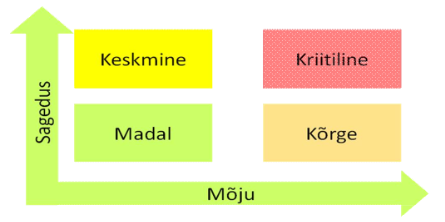 Keskmine
Kriitiline
Sagedus
Madal
Kõrge
Mõju